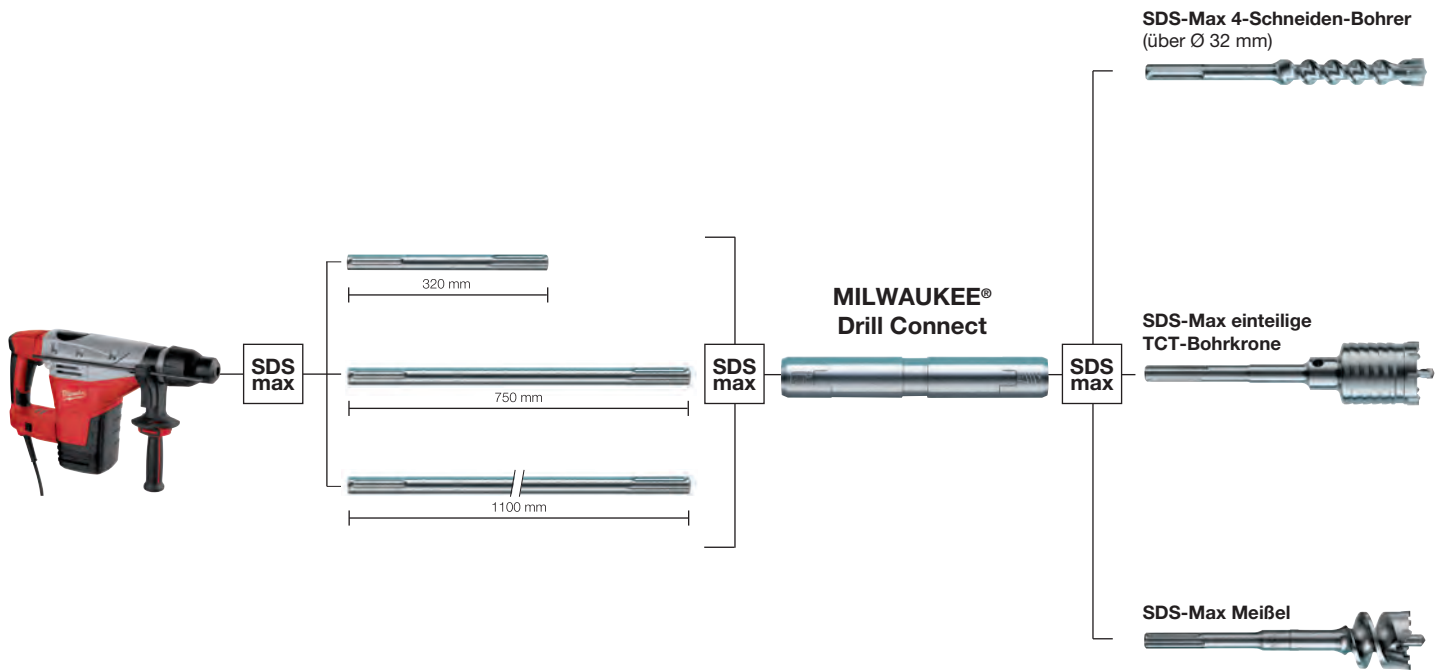 SDS-Max 4-Schneiden-Bohrer
(über Ø 32 mm)
320 mm
MILWAUKEE®
Drill Connect
SDS-Max einteilige
TCT-Bohrkrone
SDS
max
SDS
max
SDS
max
750 mm
1100 mm
SDS-Max Meißel
Milwaukee